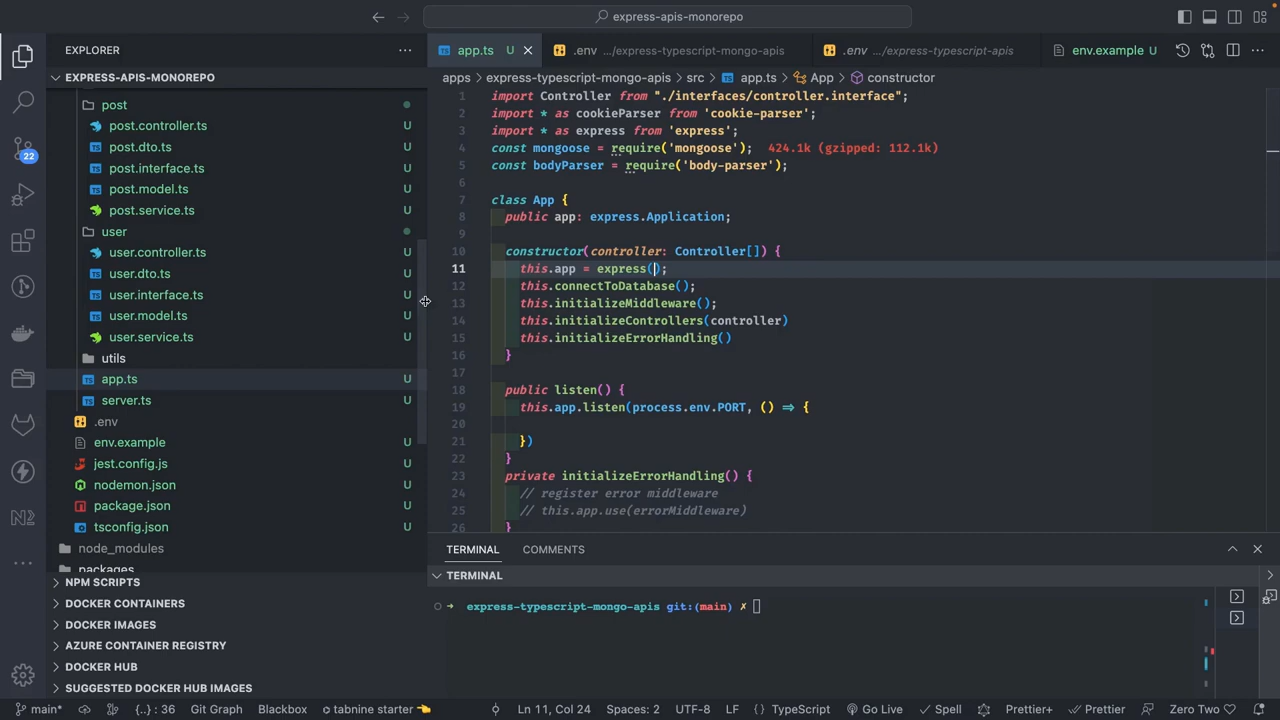 express-apis-monorepo
EXPLORER
EXPRESS-APIS-MONOREPO
post
post.controller.ts U
post.dto.ts U
post.interface.ts U
post.model.ts U
post.service.ts U
user
user.controller.ts U
user.dto.ts U
user.interface.ts U
user.model.ts U
user.service.ts U
utils
app.ts U
server.ts U
.env
env.example U
jest.config.js U
nodemon.json U
package.json U
tsconfig.json U
node_modules
packages
NPM SCRIPTS
DOCKER CONTAINERS
DOCKER IMAGES
AZURE CONTAINER REGISTRY
DOCKER HUB
SUGGESTED DOCKER HUB IMAGES
22
app.ts U
.env …/express-typescript-mongo-apis
.env …/express-typescript-apis
env.example U
apps > express-typescript-mongo-apis > src > app.ts > App > constructor
1 import Controller from "./interfaces/controller.interface";
2 import * as cookieParser from 'cookie-parser';
3 import * as express from 'express';
4 const mongoose = require('mongoose'); 424.1k (gzipped: 112.1k)
5 const bodyParser = require('body-parser');
6
7 class App {
8 public app: express.Application;
9
10 constructor(controller: Controller[]) {
11 this.app = express();
12 this.connectToDatabase();
13 this.initializeMiddleware();
14 this.initializeControllers(controller)
15 this.initializeErrorHandling()
16 }
17
18 public listen() {
19 this.app.listen(process.env.PORT, () => {
20
21 })
22 }
23 private initializeErrorHandling() {
24 // register error middleware
25 // this.app.use(errorMiddleware)
26 }
TERMINAL COMMENTS
TERMINAL
express-typescript-mongo-apis git:(main) ✗
main* {..} : 36 Git Graph Blackbox tabnine starter 👈 Ln 11, Col 24 Spaces: 2 UTF-8 LF {} TypeScript Go Live Spell Prettier+ Prettier Zero Two